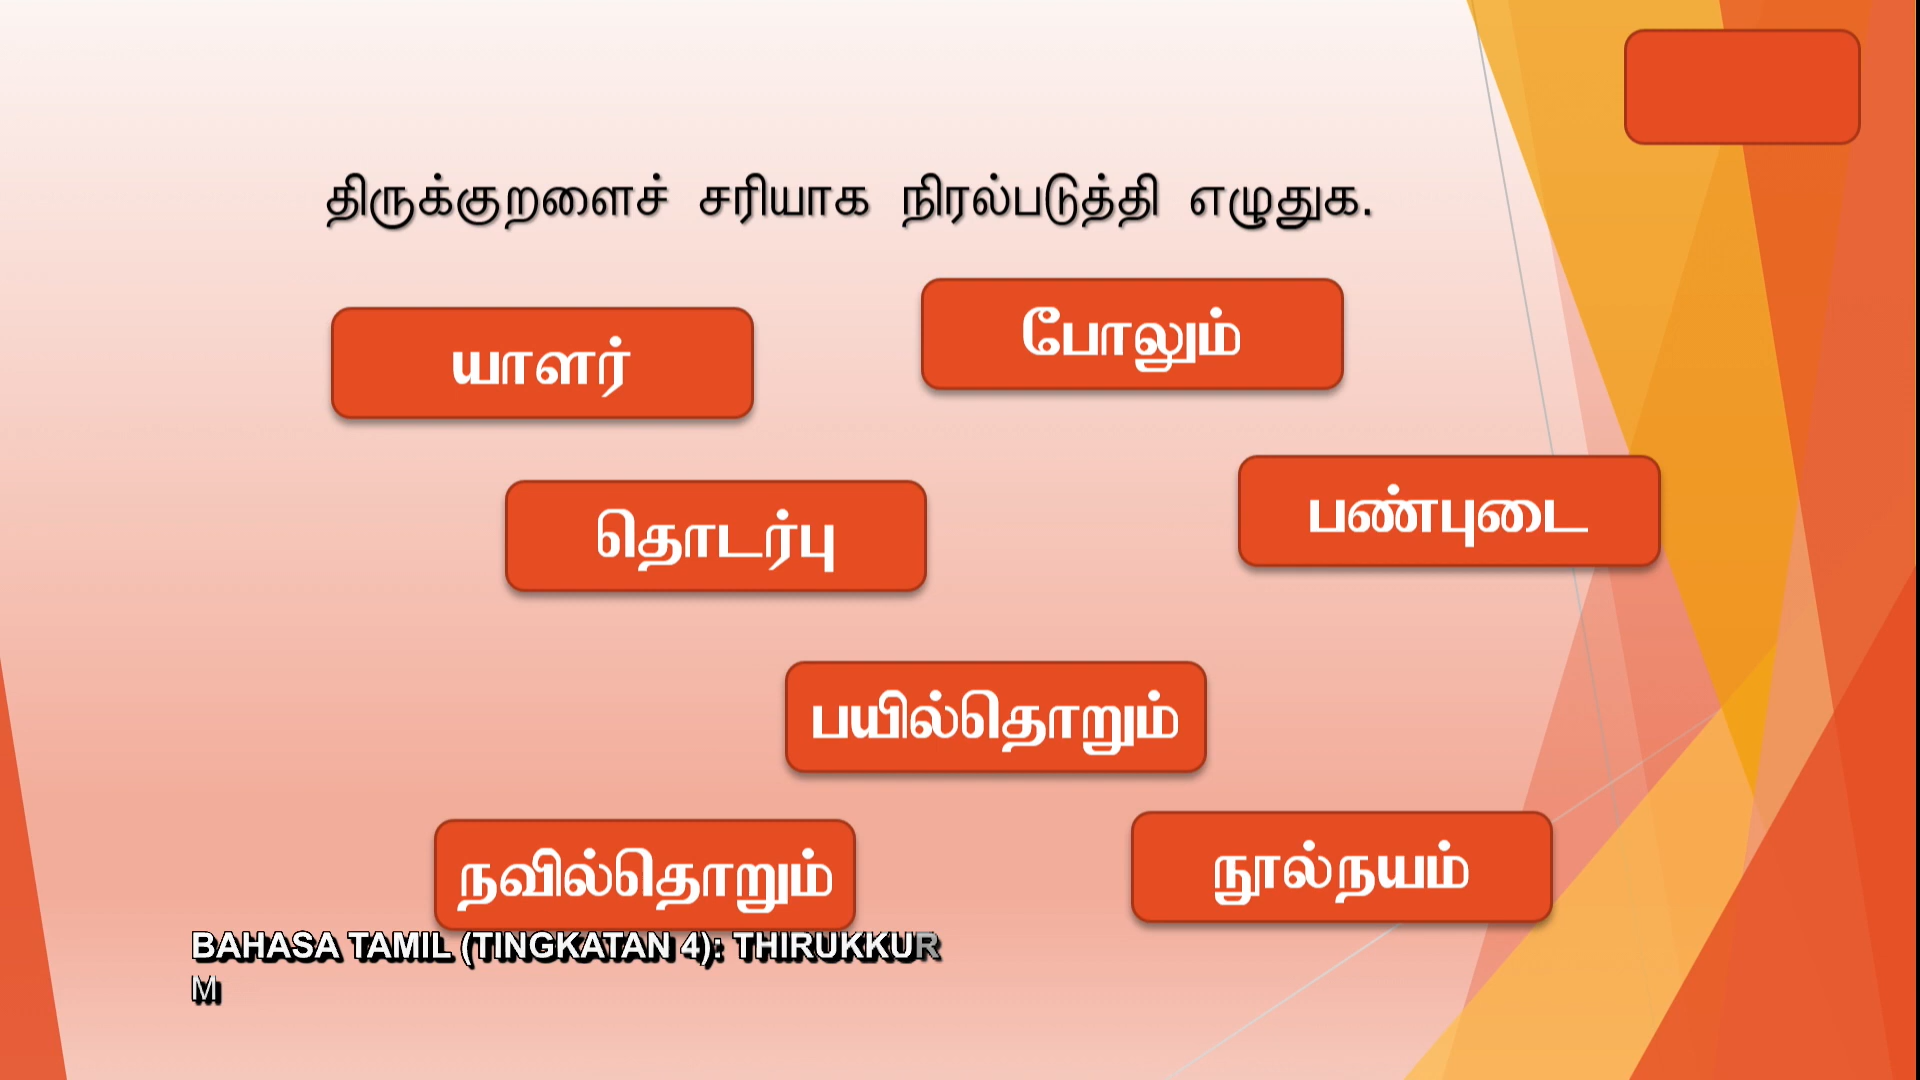 திருக்குறளைச் சரியாக நிரல்படுத்தி எழுதுக.
போலும்
யாளர்
பண்புடை
தொடர்பு
பயில்தொறும்
நூல்நயம்
நவில்தொறும்
BAHASA TAMIL (TINGKATAN 4): THIRUKKUR
M